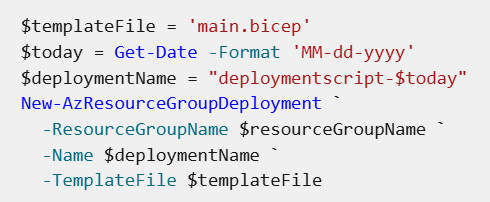 $templateFile = 'main.bicep'
$today = Get-Date -Format 'MM-dd-yyyy'
$deploymentName = "deploymentscript-$today"
New-AzResourceGroupDeployment `
  -ResourceGroupName $resourceGroupName `
  -Name $deploymentName `
  -TemplateFile $templateFile